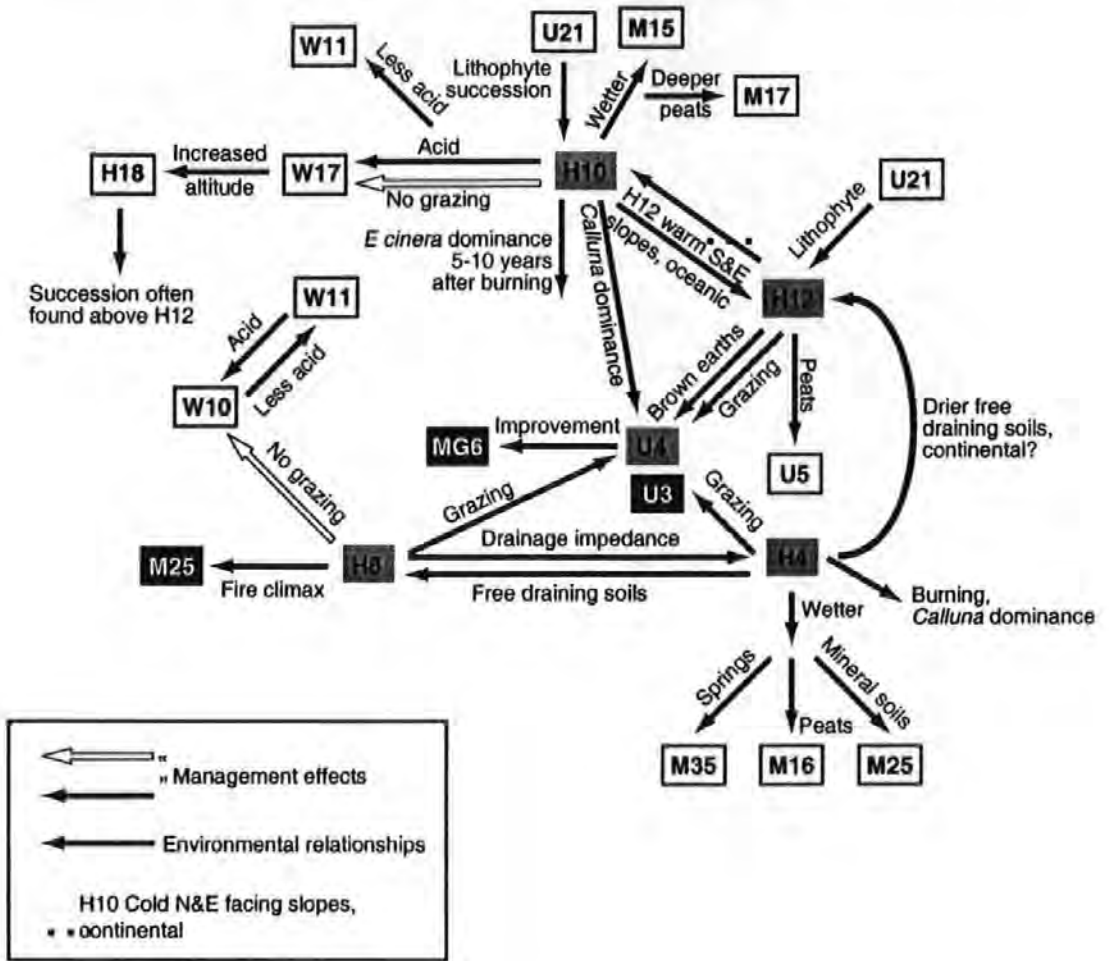 W11
U21
M15
Less acid
Lithophyte
succession
Wetter
Deeper
peats
M17
H18
Increased
altitude
W17
Acid
No grazing
H10
U21
Lithophyte
H12 warm S&E
slopes, oceanic
H12
E cinera dominance
5-10 years
after burning
Calluna dominance
Succession often
found above H12
W11
Acid
Less acid
W10
Brown earths
Grazing
Peats
Drier free
draining soils,
continental?
MG6
Improvement
U4
U3
U5
No grazing
Grazing
Grazing
Drainage impedance
M25
Fire climax
H8
Free draining soils
H4
Burning,
Calluna dominance
Wetter
Springs
Peats
Mineral soils
M35
M16
M25
Management effects
Environmental relationships
H10 Cold N&E facing slopes,
continental